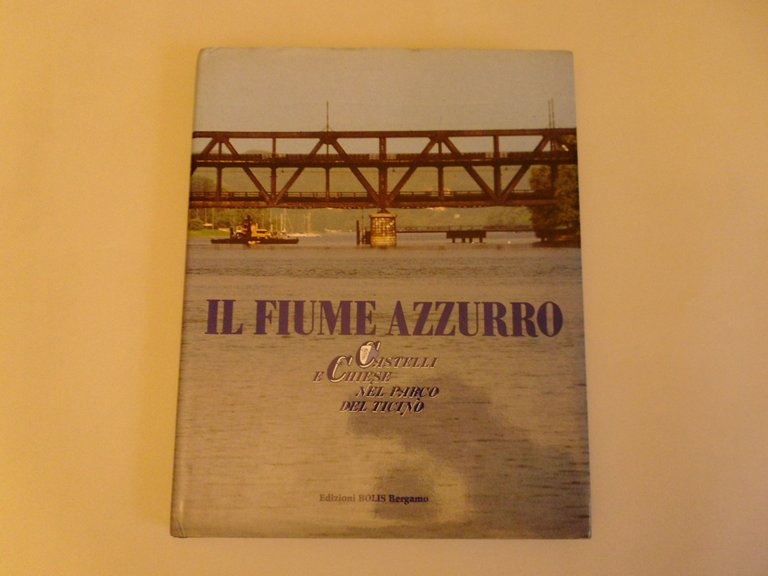 IL FIUME AZZURRO
CASTELLI
E CHIESE
NEL PARCO
DEL TICINO
Edizioni BOLIS Bergamo